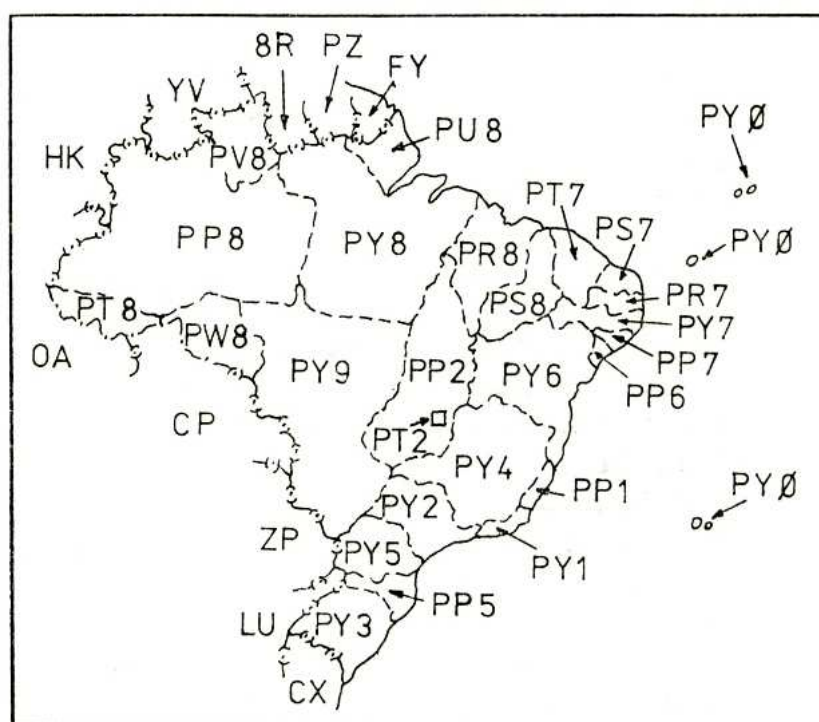 8R PZ FY
YV
PU8
PYØ
HK
PV8
PT7
PS7
PP8
PY8
PR8
PYØ
PR7
PT8
PS8
PY7
PW8
OA
PP7
PY9
PP2
PY6
PP6
CP
PT2
PY4
PP1
PYØ
PY2
ZP
PY5
PY1
PP5
LU
PY3
CX